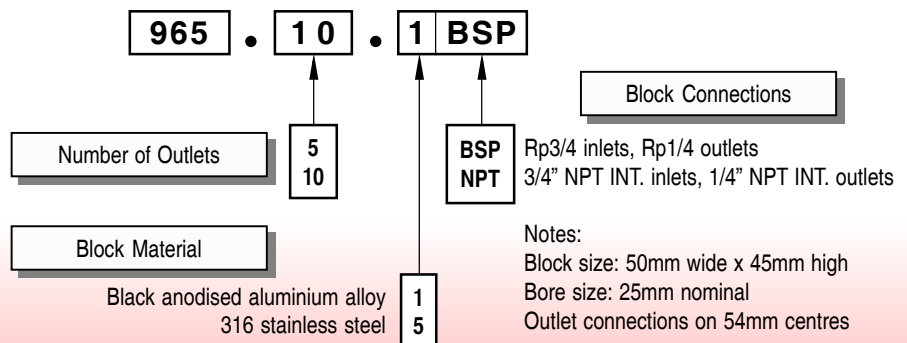 965 . 10 . 1 BSP
Block Connections
Number of Outlets
5
10
BSP Rp3/4 inlets, Rp1/4 outlets
NPT 3/4” NPT INT. inlets, 1/4” NPT INT. outlets
Block Material
Black anodised aluminium alloy 1
316 stainless steel 5
Notes:
Block size: 50mm wide x 45mm high
Bore size: 25mm nominal
Outlet connections on 54mm centres